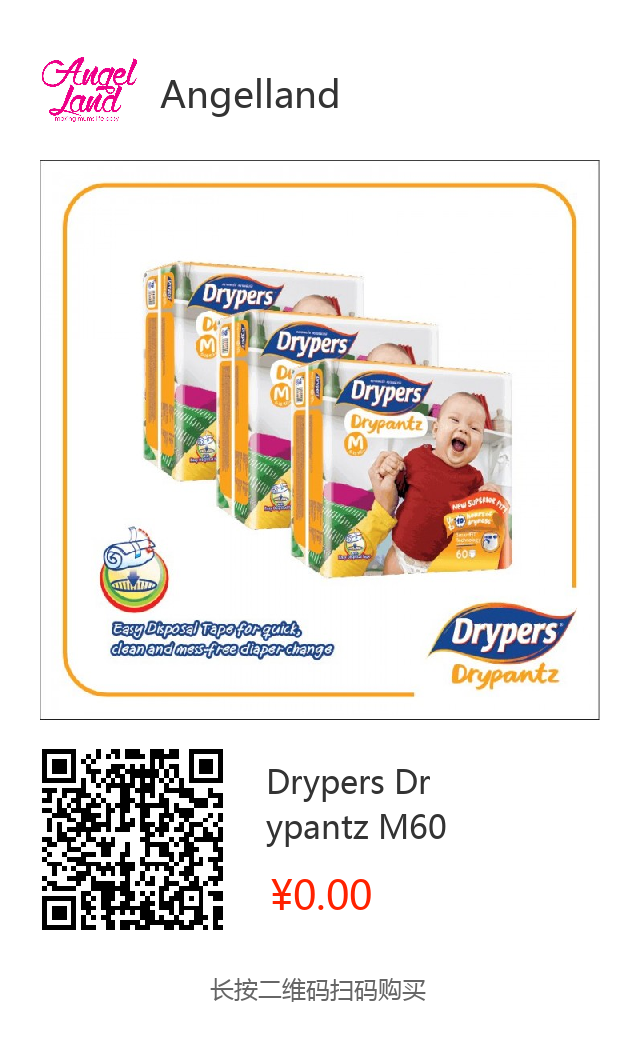 Angel
Land
Angelland
Drypers
M
Drypers
M
Drypers
Drypantz
M
60
Easy Disposal Tape for quick,
clean and mess-free diaper change
Drypers
Drypantz
Drypers Dr
ypantz M60
¥0.00
长按二维码扫码购买